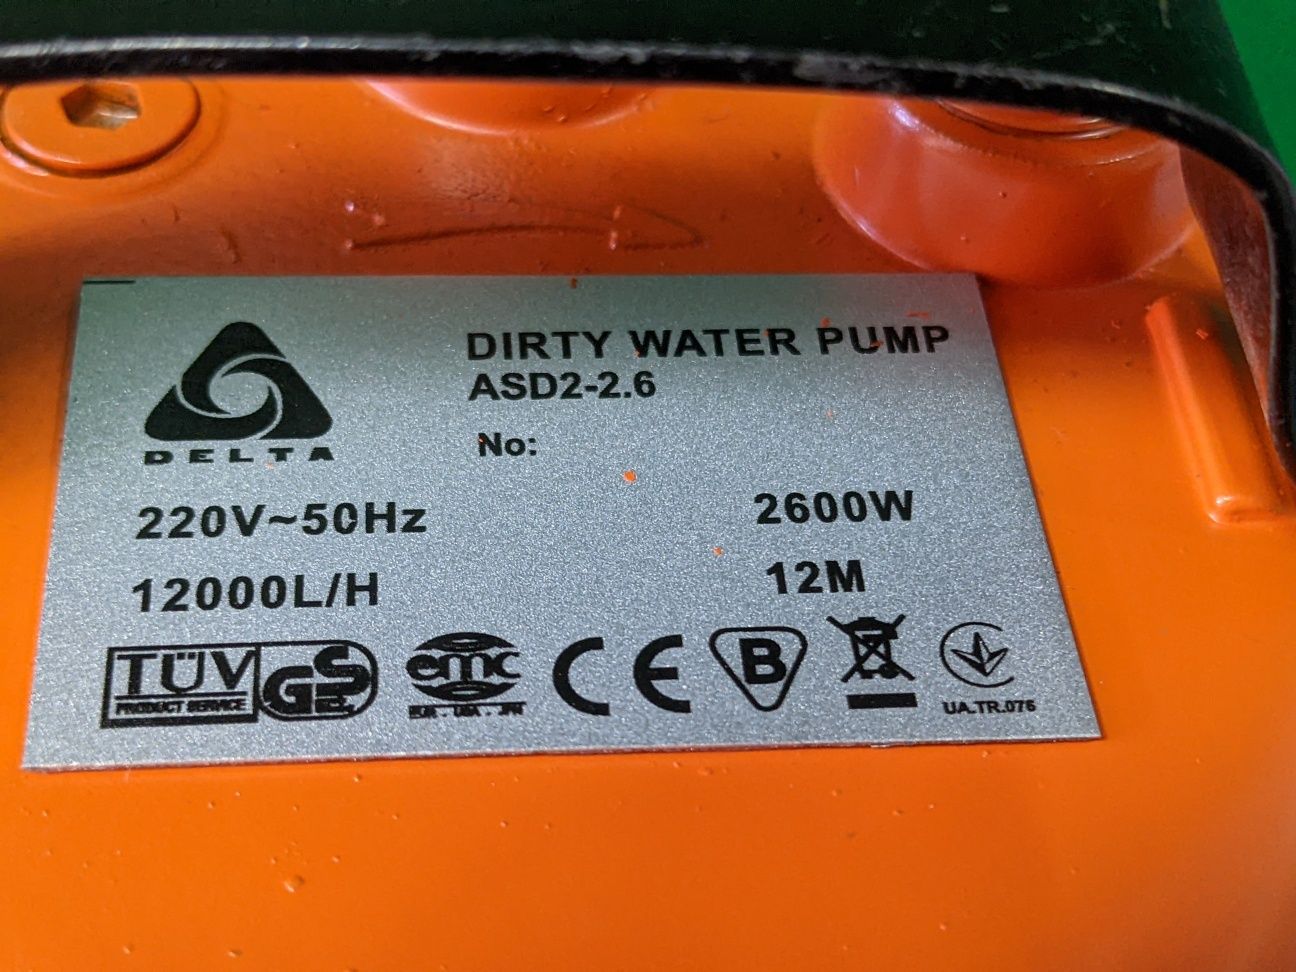 DELTA
DIRTY WATER PUMP
ASD2-2.6
No:
220V~50Hz
2600W
12000L/H
12M
TÜV
PRODUCT SERVICE
GS
emc
CE
B
UA.TR.076